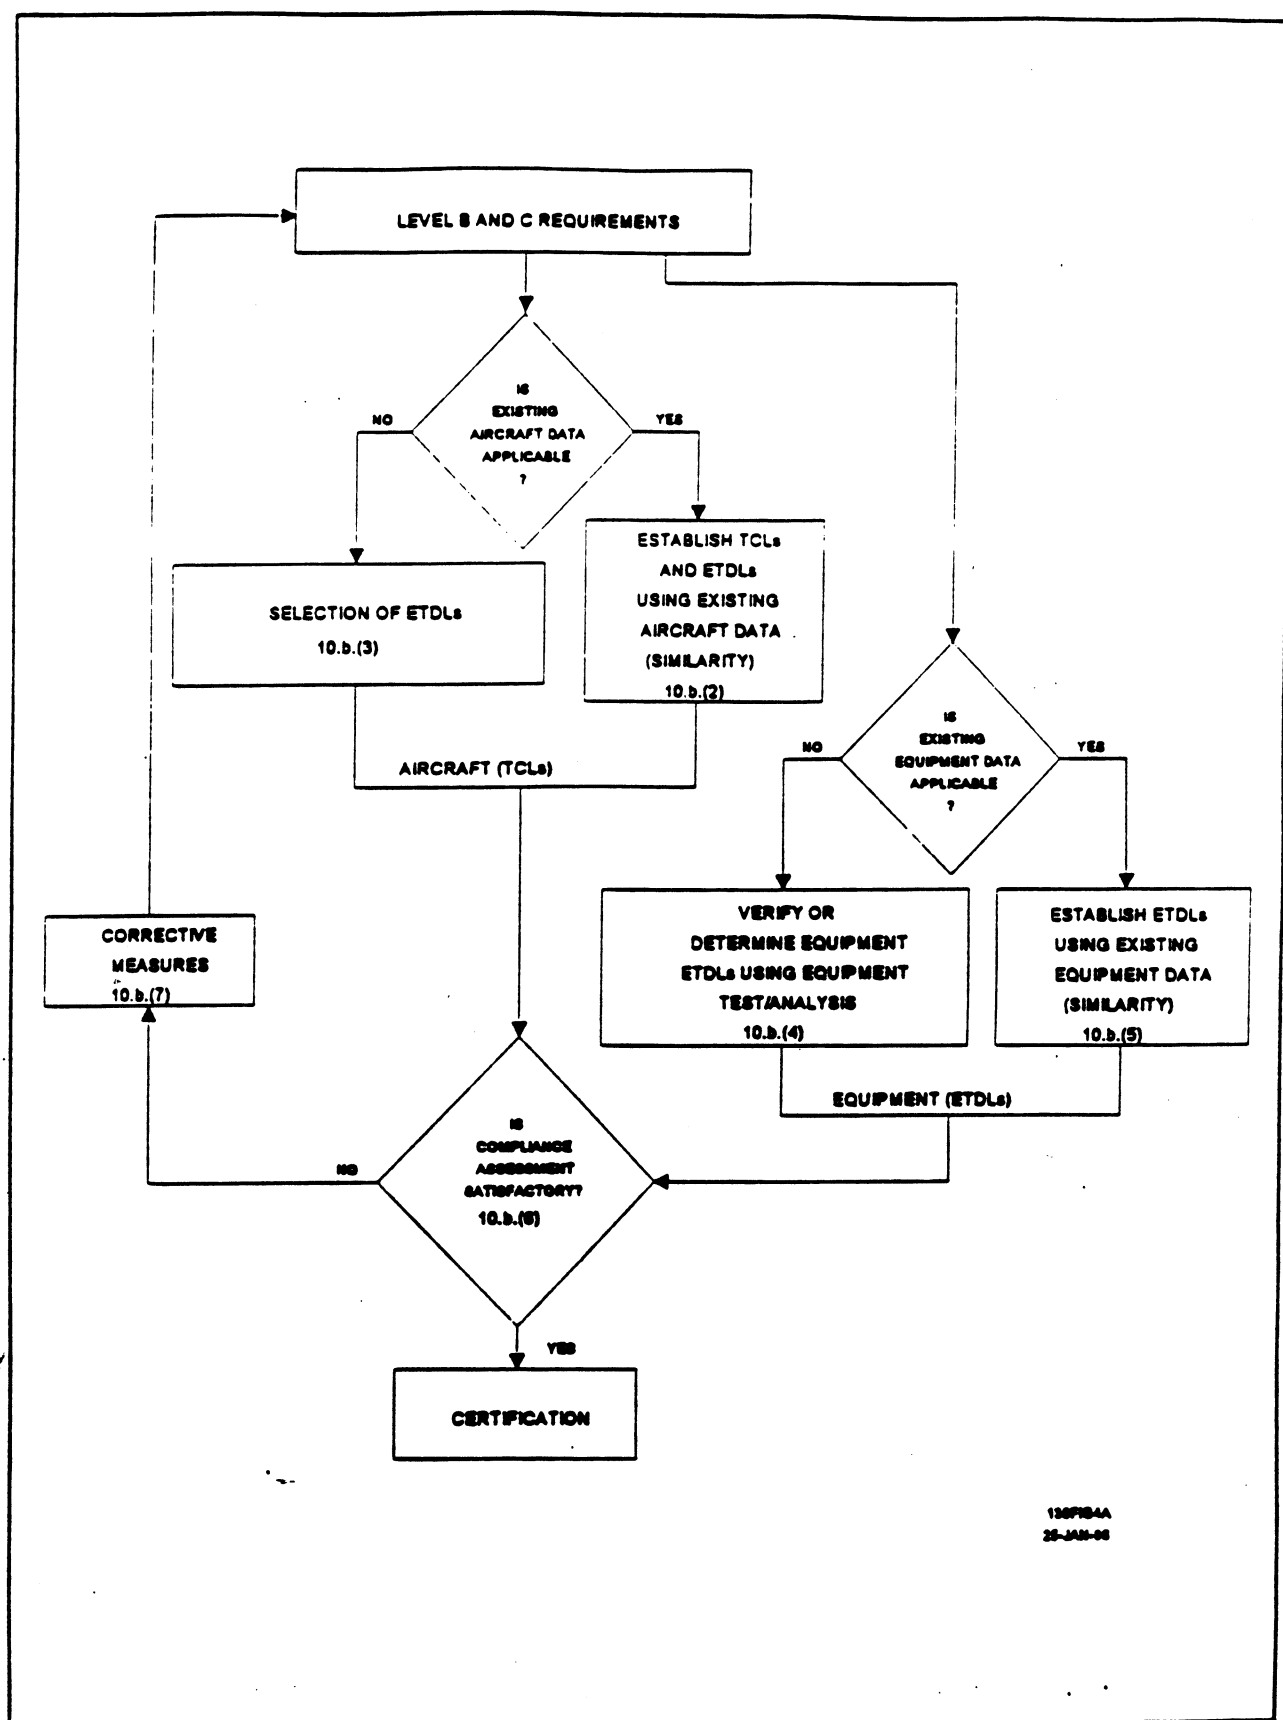 LEVEL B AND C REQUIREMENTS
IS
EXISTING
AIRCRAFT DATA
APPLICABLE
?
NO
YES
SELECTION OF ETDLs
10.b.(3)
ESTABLISH TCLs
AND ETDLs
USING EXISTING
AIRCRAFT DATA
(SIMILARITY)
10.b.(2)
AIRCRAFT (TCLs)
IS
EXISTING
EQUIPMENT DATA
APPLICABLE
?
NO
YES
VERIFY OR
DETERMINE EQUIPMENT
ETDLs USING EQUIPMENT
TEST/ANALYSIS
10.b.(4)
ESTABLISH ETDLs
USING EXISTING
EQUIPMENT DATA
(SIMILARITY)
10.b.(5)
EQUIPMENT (ETDLs)
CORRECTIVE
MEASURES
10.b.(7)
IS
COMPLIANCE
ASSESSMENT
SATISFACTORY?
10.b.(6)
NO
YES
CERTIFICATION